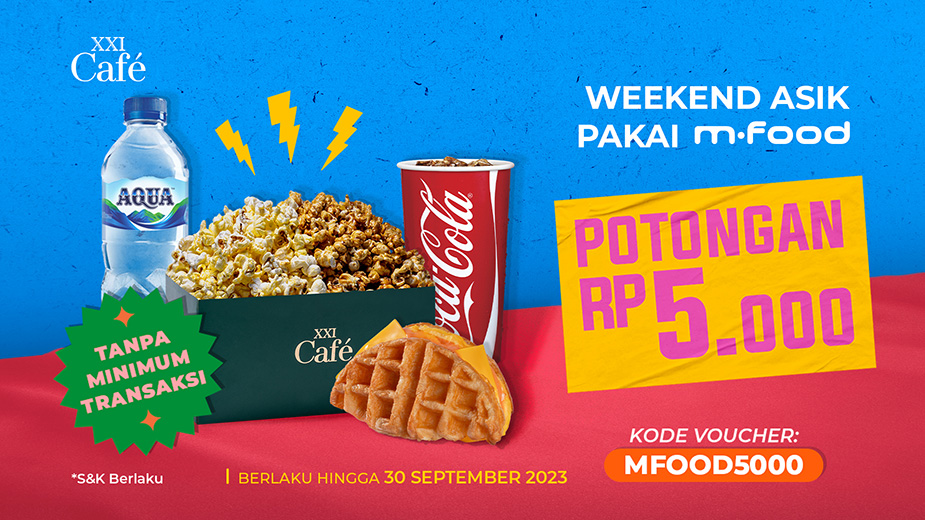 XXI
Café
WEEKEND ASIK
PAKAI m•food
AQUA
Coca-Cola
POTONGAN
RP 5.000
XXI
Café
TANPA
MINIMUM
TRANSAKSI
KODE VOUCHER:
MFOOD5000
*S&K Berlaku
BERLAKU HINGGA 30 SEPTEMBER 2023